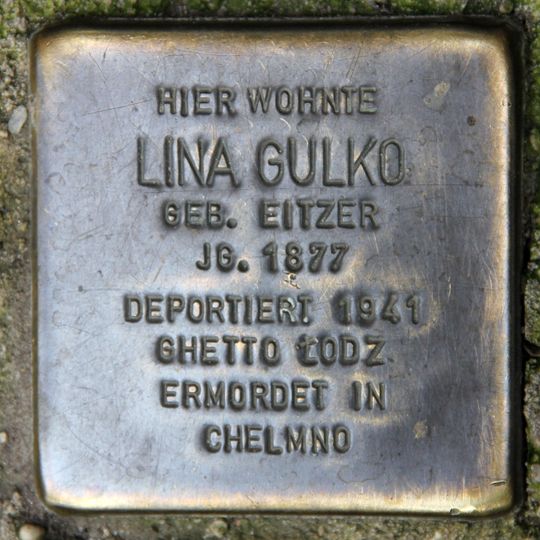 HIER WOHNTE
LINA GULKO
GEB. EITZER
JG. 1877
DEPORTIERT 1941
GHETTO ŁODZ
ERMORDET IN
CHELMNO